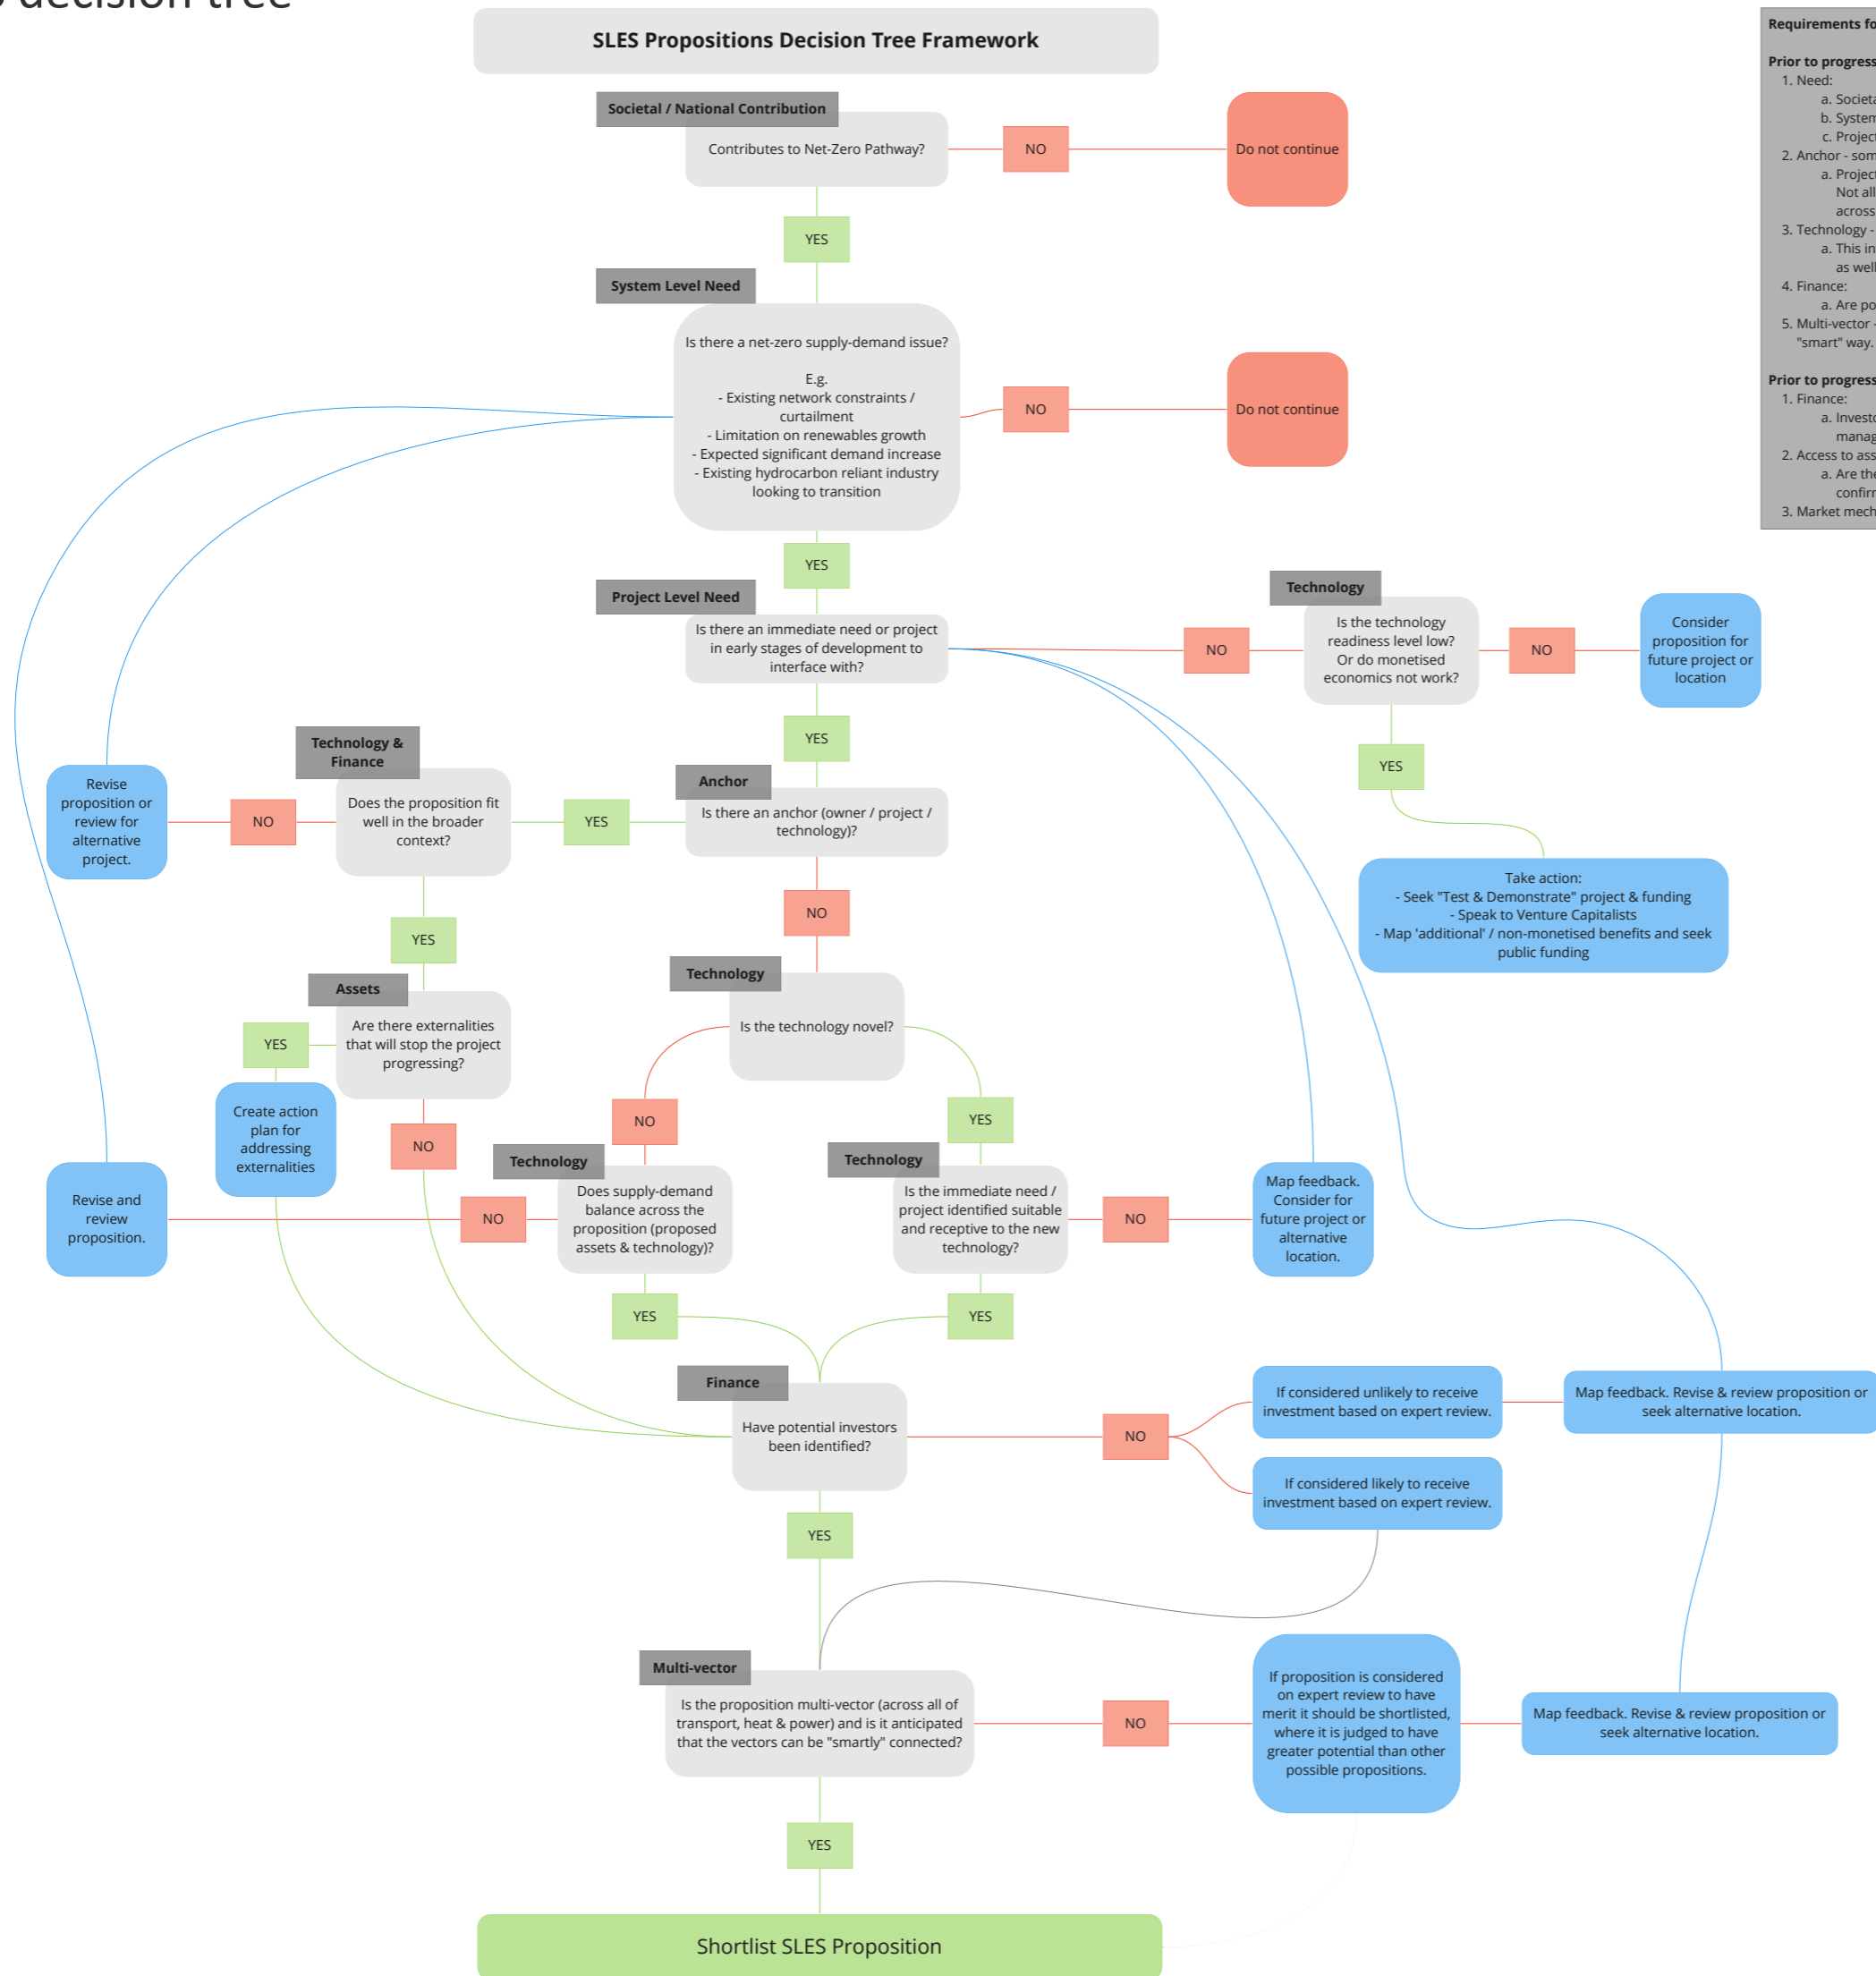 decision tree
SLES Propositions Decision Tree Framework
Requirements fo
Prior to progress
1. Need:
a. Societa
b. System
c. Project
2. Anchor - som
a. Project
Not all
across
3. Technology -
a. This in
as well
4. Finance:
a. Are po
5. Multi-vector -
"smart" way.
Prior to progress
1. Finance:
a. Investo
manag
2. Access to ass
a. Are the
confirm
3. Market mech
Societal / National Contribution
Contributes to Net-Zero Pathway?
NO
Do not continue
YES
System Level Need
Is there a net-zero supply-demand issue?
E.g.
- Existing network constraints /
curtailment
- Limitation on renewables growth
- Expected significant demand increase
- Existing hydrocarbon reliant industry
looking to transition
NO
Do not continue
YES
Project Level Need
Is there an immediate need or project
in early stages of development to
interface with?
NO
Technology
Is the technology
readiness level low?
Or do monetised
economics not work?
NO
Consider
proposition for
future project or
location
YES
Take action:
- Seek "Test & Demonstrate" project & funding
- Speak to Venture Capitalists
- Map 'additional' / non-monetised benefits and seek
public funding
YES
Anchor
Is there an anchor (owner / project /
technology)?
YES
Technology &
Finance
Does the proposition fit
well in the broader
context?
NO
Revise
proposition or
review for
alternative
project.
YES
Assets
Are there externalities
that will stop the project
progressing?
YES
Create action
plan for
addressing
externalities
NO
NO
Technology
Is the technology novel?
NO
YES
Technology
Does supply-demand
balance across the
proposition (proposed
assets & technology)?
NO
Revise and
review
proposition.
YES
Technology
Is the immediate need /
project identified suitable
and receptive to the new
technology?
NO
Map feedback.
Consider for
future project or
alternative
location.
YES
Finance
Have potential investors
been identified?
NO
If considered unlikely to receive
investment based on expert review.
Map feedback. Revise & review proposition or
seek alternative location.
If considered likely to receive
investment based on expert review.
YES
Multi-vector
Is the proposition multi-vector (across all of
transport, heat & power) and is it anticipated
that the vectors can be "smartly" connected?
NO
If proposition is considered
on expert review to have
merit it should be shortlisted,
where it is judged to have
greater potential than other
possible propositions.
Map feedback. Revise & review proposition or
seek alternative location.
YES
Shortlist SLES Proposition